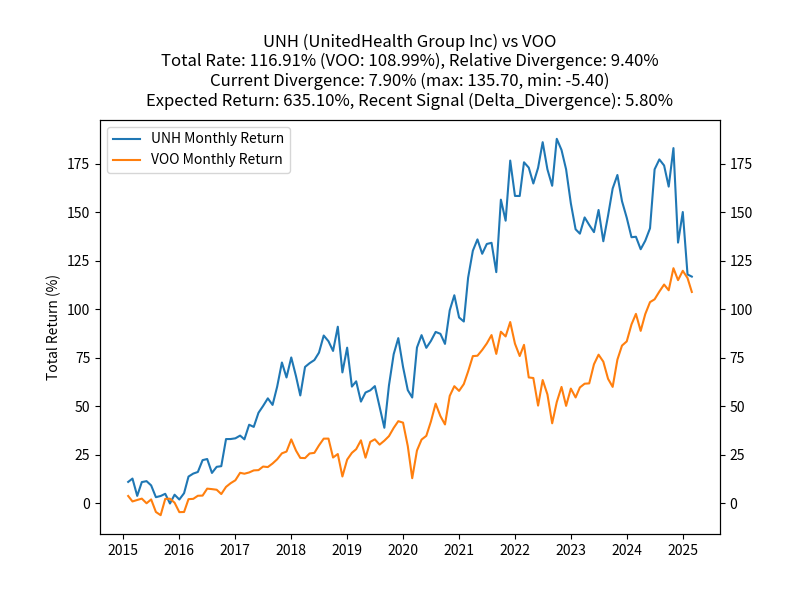 UNH (UnitedHealth Group Inc) vs VOO
Total Rate: 116.91% (VOO: 108.99%), Relative Divergence: 9.40%
Current Divergence: 7.90% (max: 135.70, min: -5.40)
Expected Return: 635.10%, Recent Signal (Delta_Divergence): 5.80%
UNH Monthly Return
VOO Monthly Return
Total Return (%)
175 175
150 150
125 125
100 100
75 75
50 50
25 25
0 0
2015 2016 2017 2018 2019 2020 2021 2022 2023 2024 2025